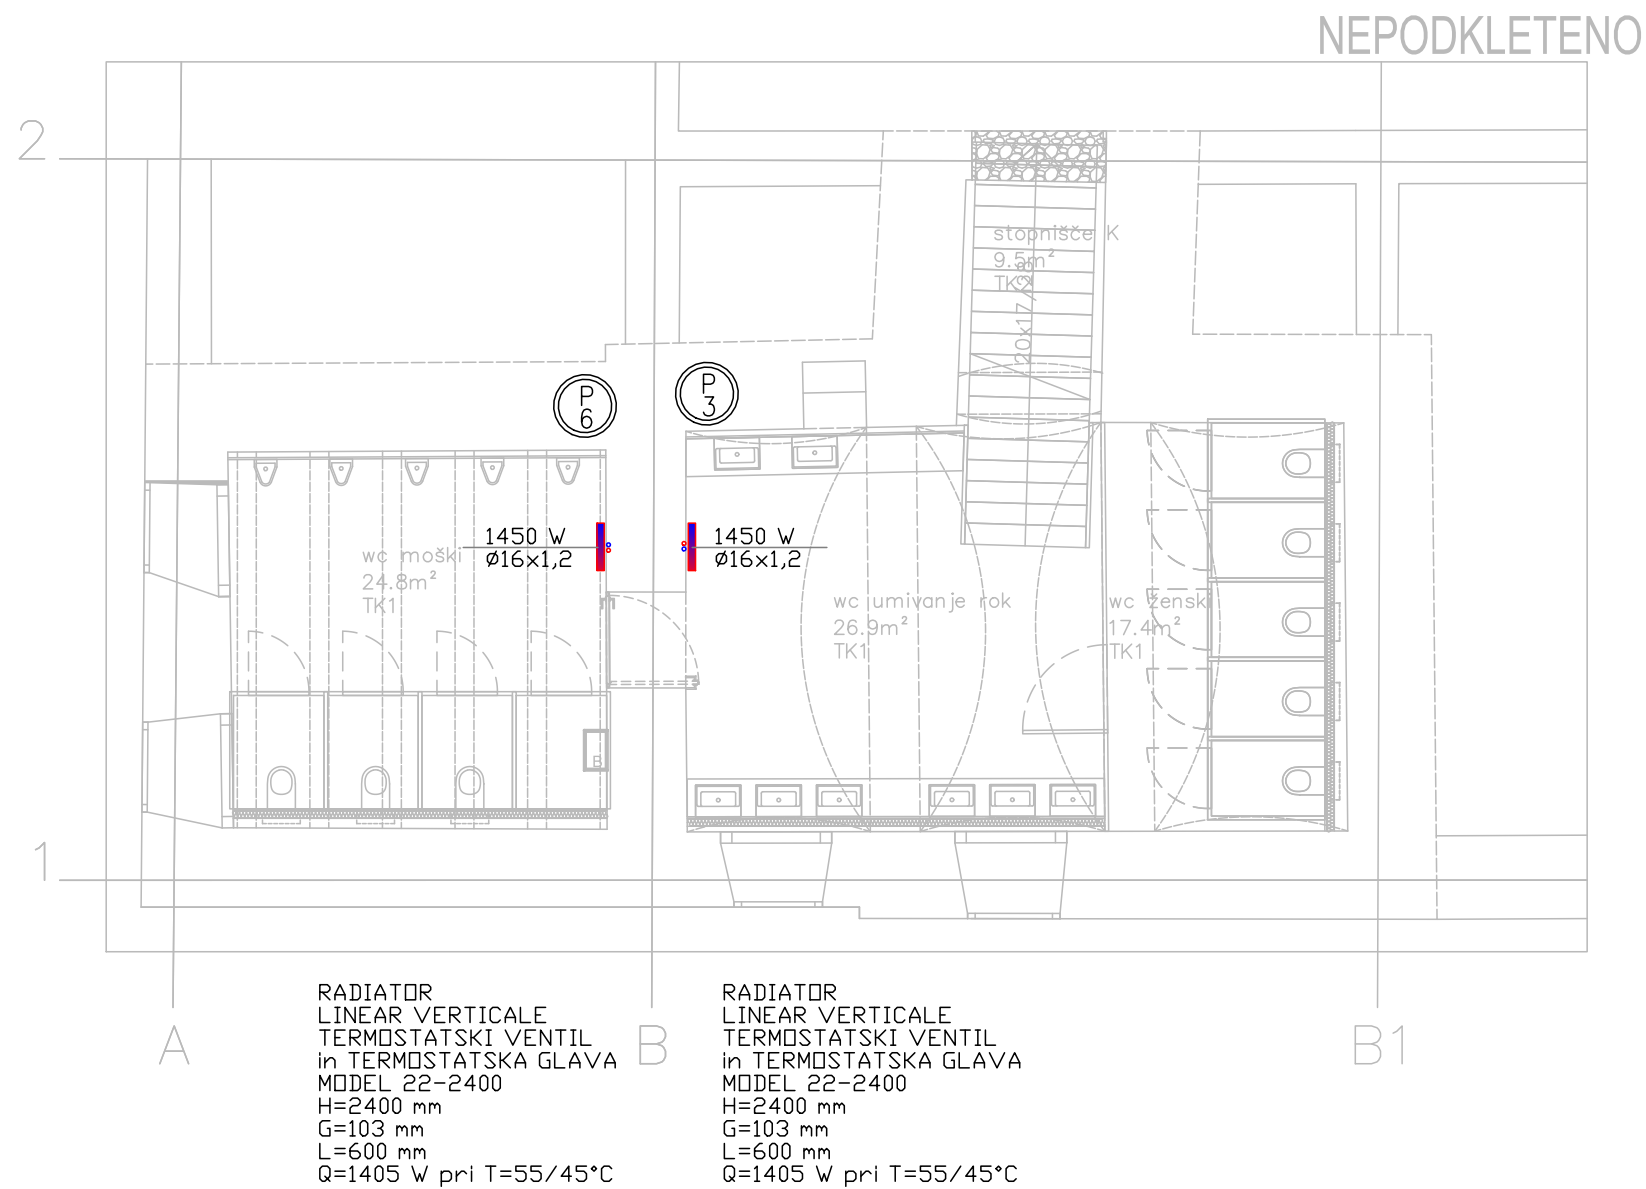 NEPODKLETENO
2
stopnišče K
9.5m²
TK2
20x17/28
P
6
P
3
1450 W
Ø16x1,2
1450 W
Ø16x1,2
wc moški
24.8m²
TK1
wc umivanje rok
26.9m²
TK1
wc ženski
17.4m²
TK1
B
1
A
B
B1
RADIATOR
LINEAR VERTICALE
TERMOSTATSKI VENTIL
in TERMOSTATSKA GLAVA
MODEL 22-2400
H=2400 mm
G=103 mm
L=600 mm
Q=1405 W pri T=55/45°C
RADIATOR
LINEAR VERTICALE
TERMOSTATSKI VENTIL
in TERMOSTATSKA GLAVA
MODEL 22-2400
H=2400 mm
G=103 mm
L=600 mm
Q=1405 W pri T=55/45°C